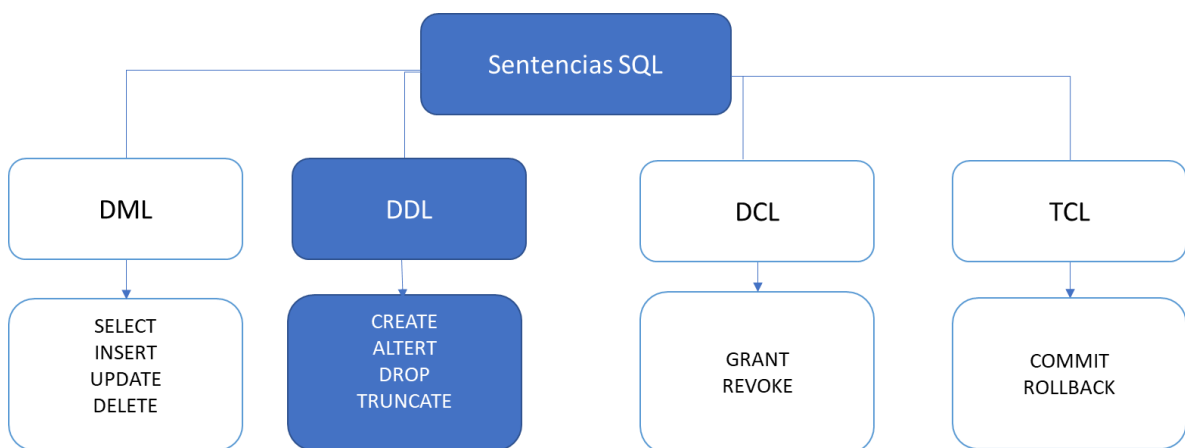 Sentencias SQL
DML
DDL
DCL
TCL
SELECT
INSERT
UPDATE
DELETE
CREATE
ALTERT
DROP
TRUNCATE
GRANT
REVOKE
COMMIT
ROLLBACK